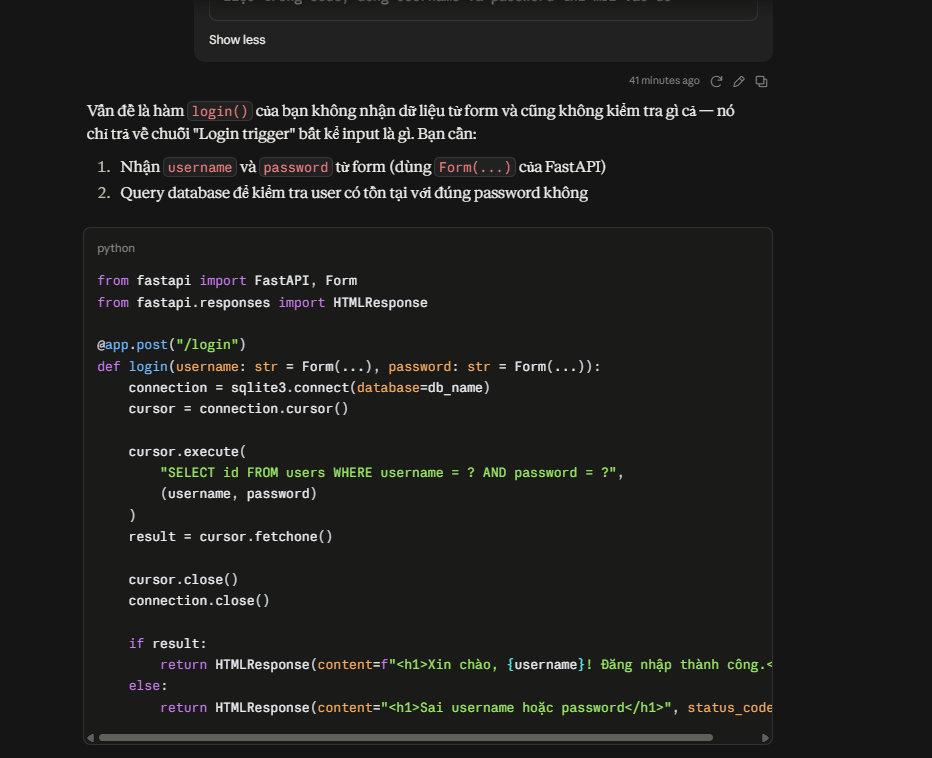 Show less
41 minutes ago
Vấn đề là hàm login() của bạn không nhận dữ liệu từ form và cũng không kiểm tra gì cả — nó
chỉ trả về chuỗi "Login trigger" bất kể input là gì. Bạn cần:
1. Nhận username và password từ form (dùng Form(...) của FastAPI)
2. Query database để kiểm tra user có tồn tại với đúng password không
python
from fastapi import FastAPI, Form
from fastapi.responses import HTMLResponse
@app.post("/login")
def login(username: str = Form(...), password: str = Form(...)):
    connection = sqlite3.connect(database=db_name)
    cursor = connection.cursor()
    cursor.execute(
        "SELECT id FROM users WHERE username = ? AND password = ?",
        (username, password)
    )
    result = cursor.fetchone()
    cursor.close()
    connection.close()
    if result:
        return HTMLResponse(content=f"<h1>Xin chào, {username}! Đăng nhập thành công.<
    else:
        return HTMLResponse(content="<h1>Sai username hoặc password</h1>", status_code